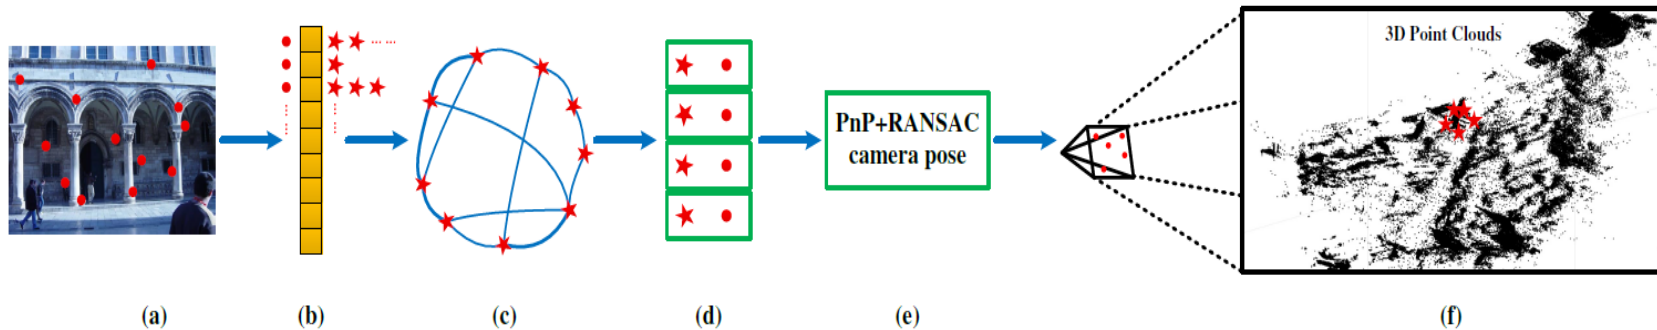 3D Point Clouds
PnP+RANSAC
camera pose
(a)
(b)
(c)
(d)
(e)
(f)